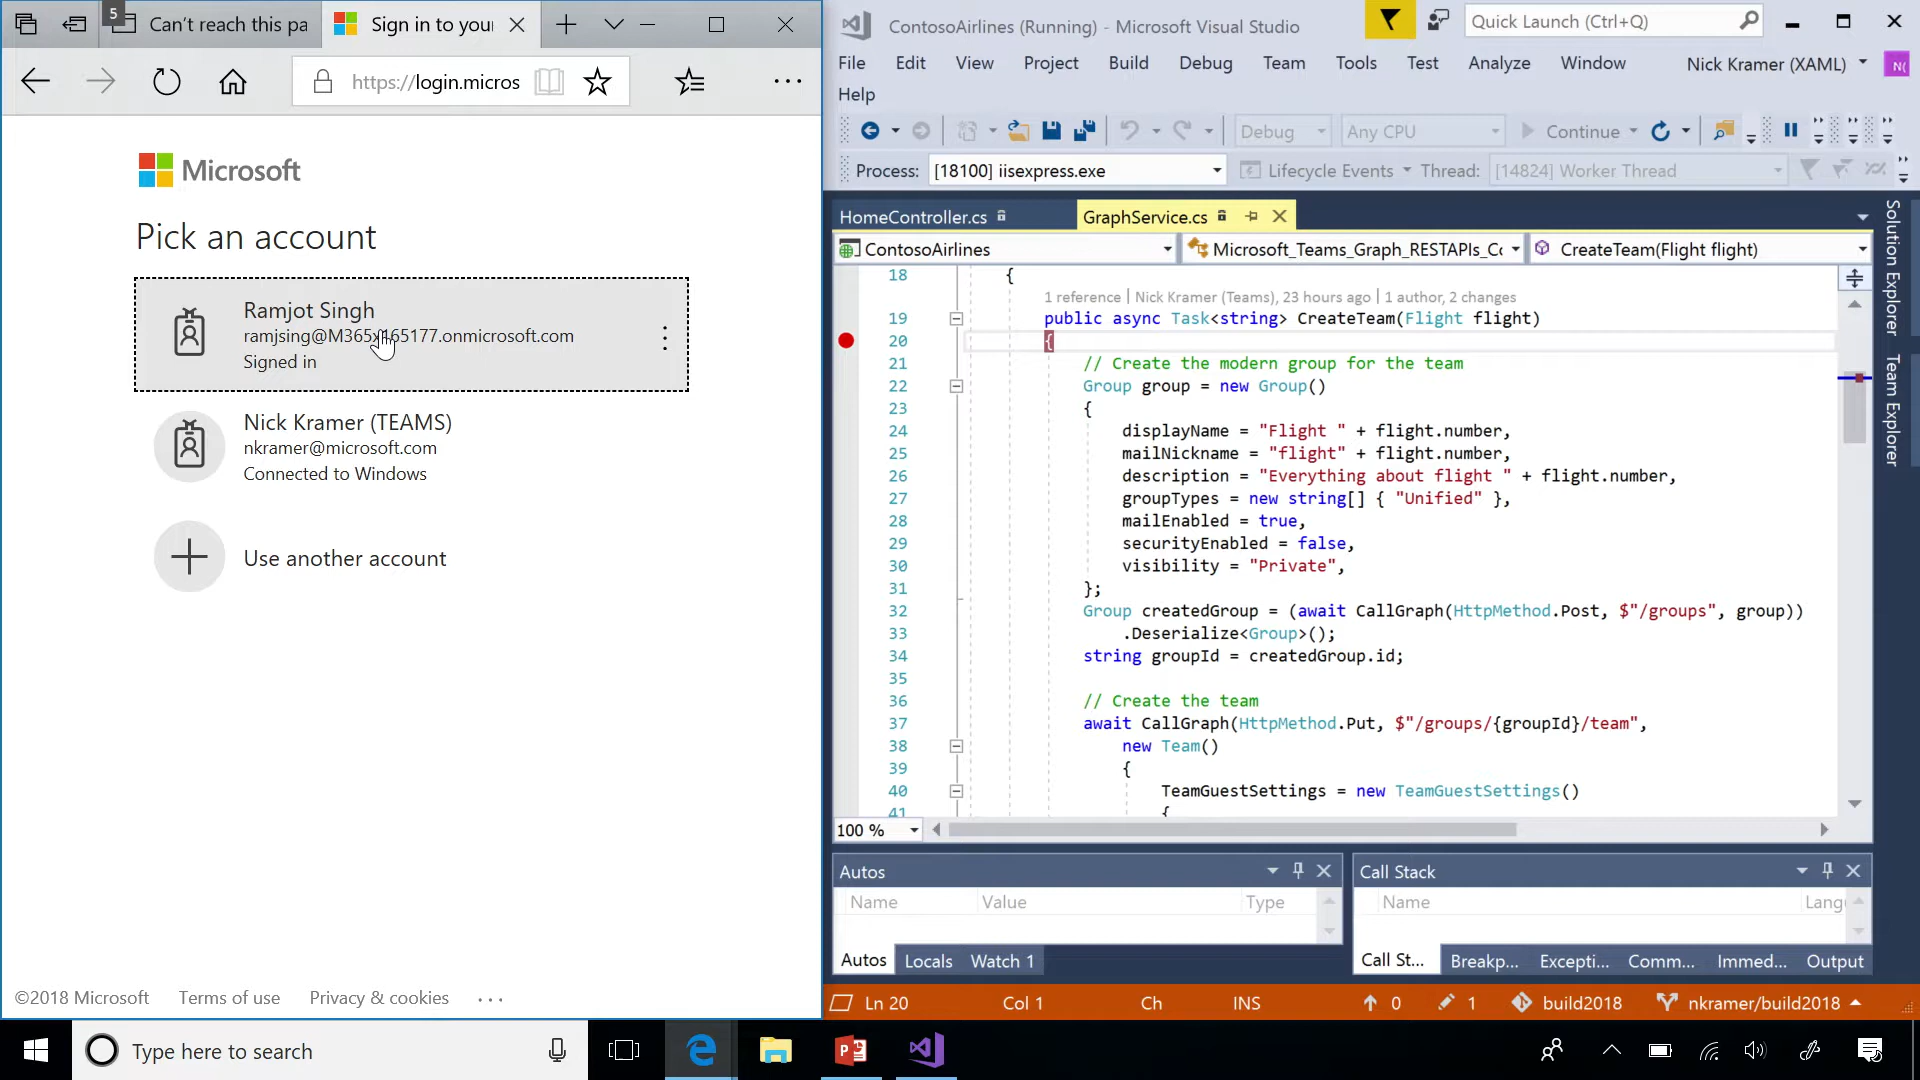 5
Can't reach this pa
Sign in to your
https://login.micros
Microsoft
Pick an account
Ramjot Singh
Signed in
Nick Kramer (TEAMS)
nkramer@microsoft.com
Connected to Windows
Use another account
©2018 Microsoft
Terms of use
Privacy & cookies
Type here to search
ContosoAirlines (Running) - Microsoft Visual Studio
Quick Launch (Ctrl+Q)
File Edit View Project Build Debug Team Tools Test Analyze Window
Nick Kramer (XAML)
N(
Help
Debug
Any CPU
Continue
Process: [18100] iisexpress.exe
Lifecycle Events
Thread: [14824] Worker Thread
HomeController.cs
GraphService.cs
ContosoAirlines
Microsoft_Teams_Graph_RESTAPIs_Cc
CreateTeam(Flight flight)
18 {
1 reference | Nick Kramer (Teams), 23 hours ago | 1 author, 2 changes
19 public async Task<string> CreateTeam(Flight flight)
20 {
21 // Create the modern group for the team
22 Group group = new Group()
23 {
24 displayName = "Flight " + flight.number,
25 mailNickname = "flight" + flight.number,
26 description = "Everything about flight " + flight.number,
27 groupTypes = new string[] { "Unified" },
28 mailEnabled = true,
29 securityEnabled = false,
30 visibility = "Private",
31 };
32 Group createdGroup = (await CallGraph(HttpMethod.Post, $"/groups", group))
33 .Deserialize<Group>();
34 string groupId = createdGroup.id;
35
36 // Create the team
37 await CallGraph(HttpMethod.Put, $"/groups/{groupId}/team",
38 new Team()
39 {
40 TeamGuestSettings = new TeamGuestSettings()
41 {
100 %
Solution Explorer
Team Explorer
Autos
Name Value Type
Autos Locals Watch 1
Call Stack
Name Lang
Call St... Breakp... Excepti... Comm... Immed... Output
Ln 20 Col 1 Ch INS
0
1
build2018
nkramer/build2018